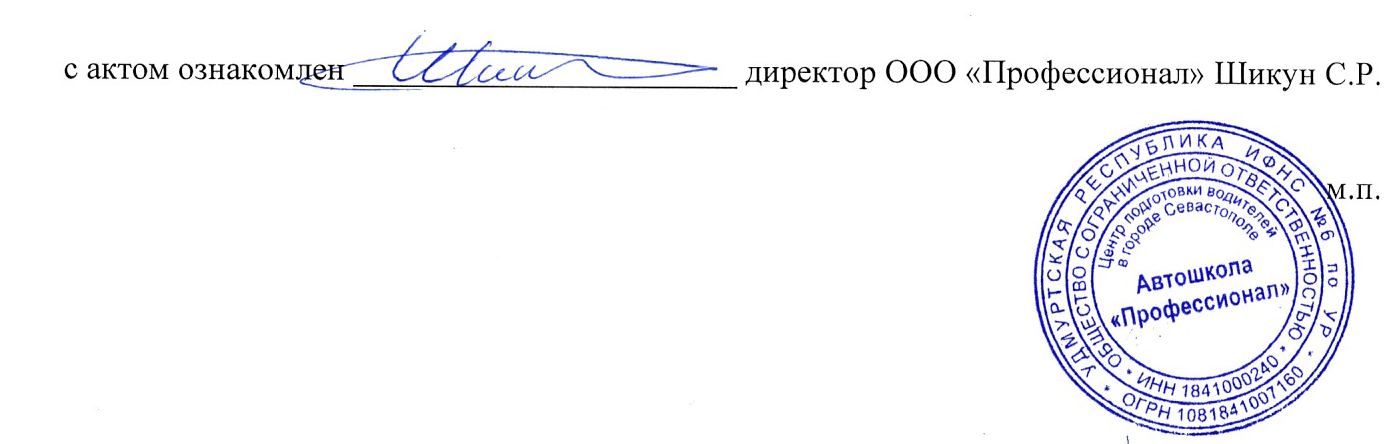 с актом ознакомлен ____________________ директор ООО «Профессионал» Шикун С.Р.
м.п.
* УДМУРТСКАЯ РЕСПУБЛИКА ИФНС №6 по УР *
ОГРН 1081841007160
* ОБЩЕСТВО С ОГРАНИЧЕННОЙ ОТВЕТСТВЕННОСТЬЮ *
ИНН 1841000240
Центр подготовки водителей
в городе Севастополе
Автошкола
«Профессионал»